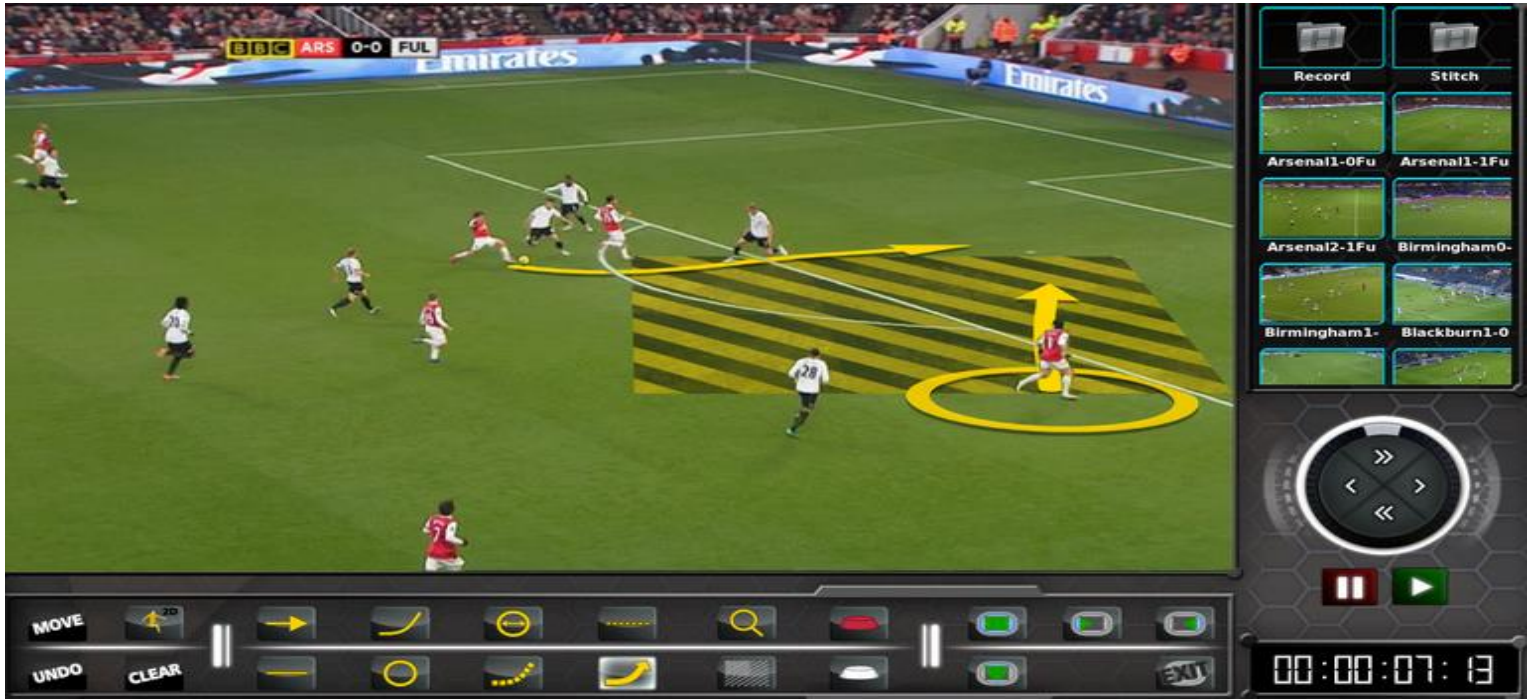 BBC ARS 0-0 FUL
Emirates
Emirates
28
Record Stitch
Arsenal1-0Fu Arsenal1-1Fu
Arsenal2-1Fu Birmingham0-
Birmingham1- Blackburn1-0
MOVE 2D
UNDO CLEAR EXIT
00:00:07:13